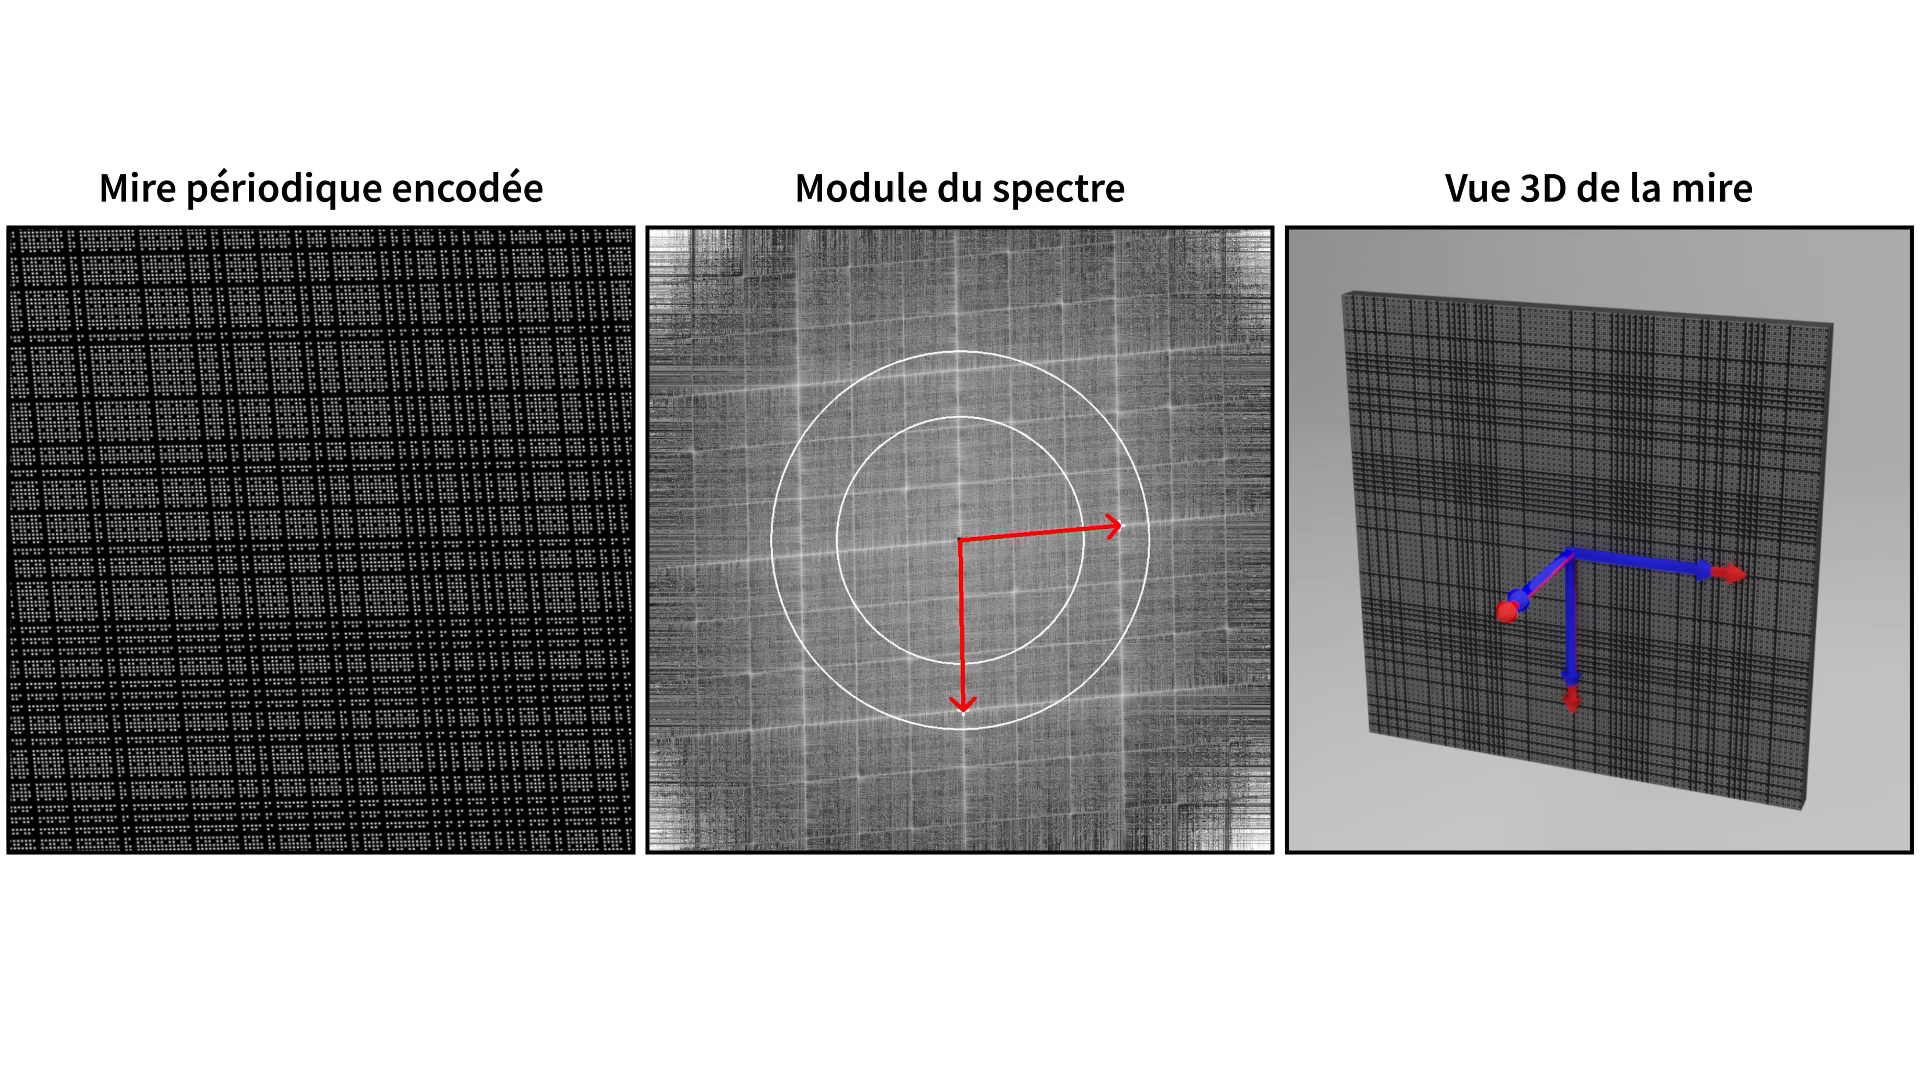 Mire périodique encodée
Module du spectre
Vue 3D de la mire